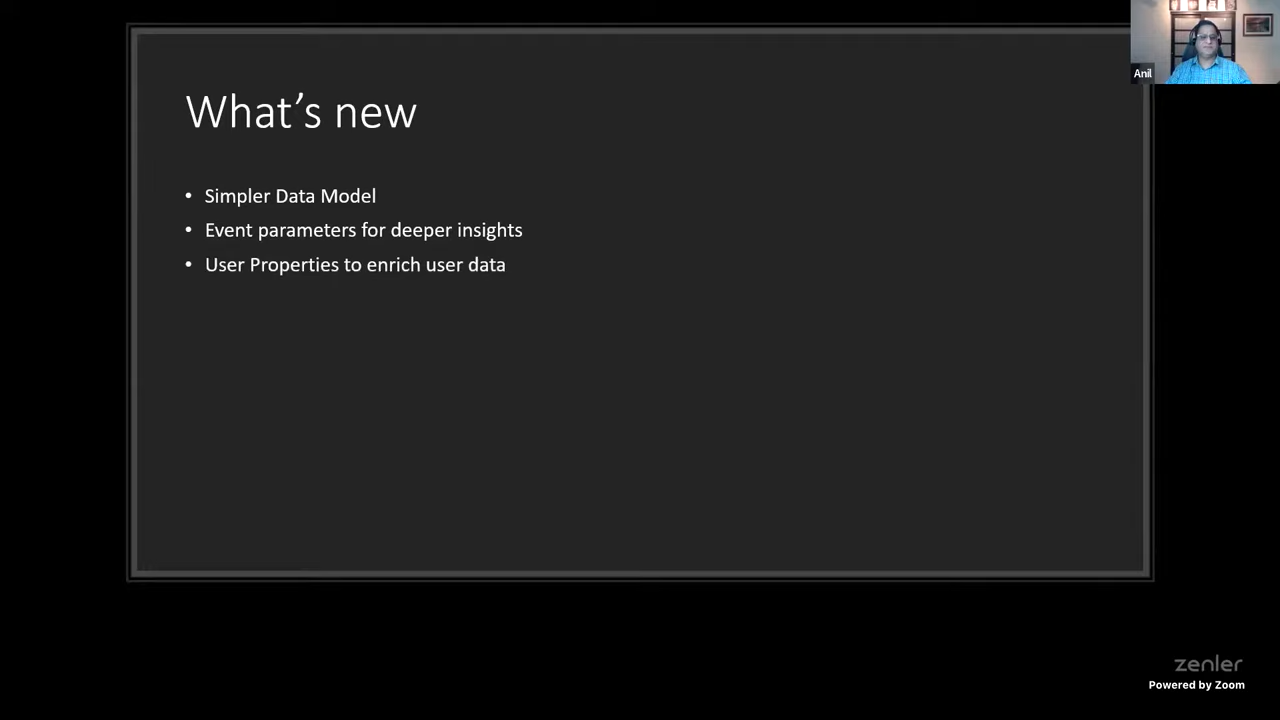 Anil
What's new
• Simpler Data Model
• Event parameters for deeper insights
• User Properties to enrich user data
zenler
Powered by Zoom